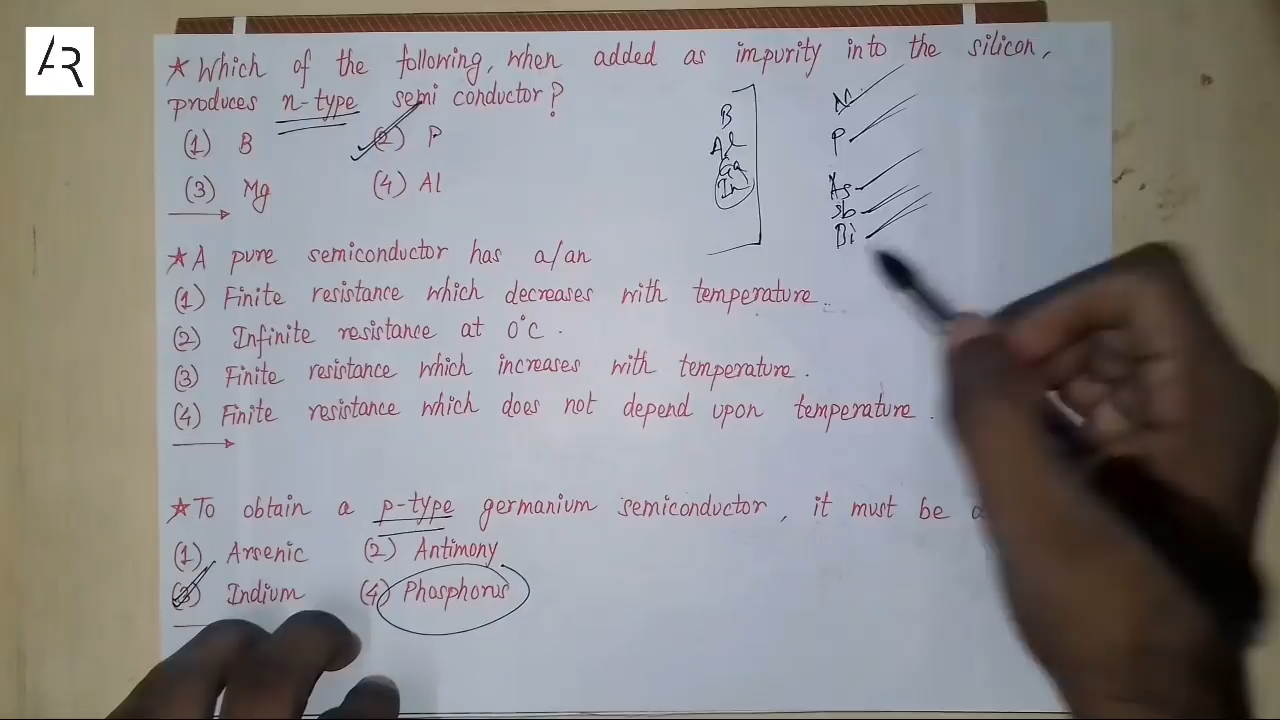 AR
★ Which of the following, when added as impurity into the silicon,
produces n-type semi conductor?
(1) B (2) P
(3) Mg (4) Al
B
Al
Ga
In
N
P
As
Sb
Bi
★ A pure semiconductor has a/an
(1) Finite resistance which decreases with temperature.
(2) Infinite resistance at 0°C.
(3) Finite resistance which increases with temperature.
(4) Finite resistance which does not depend upon temperature.
★ To obtain a p-type germanium semiconductor, it must be
(1) Arsenic (2) Antimony
(3) Indium (4) Phosphorus